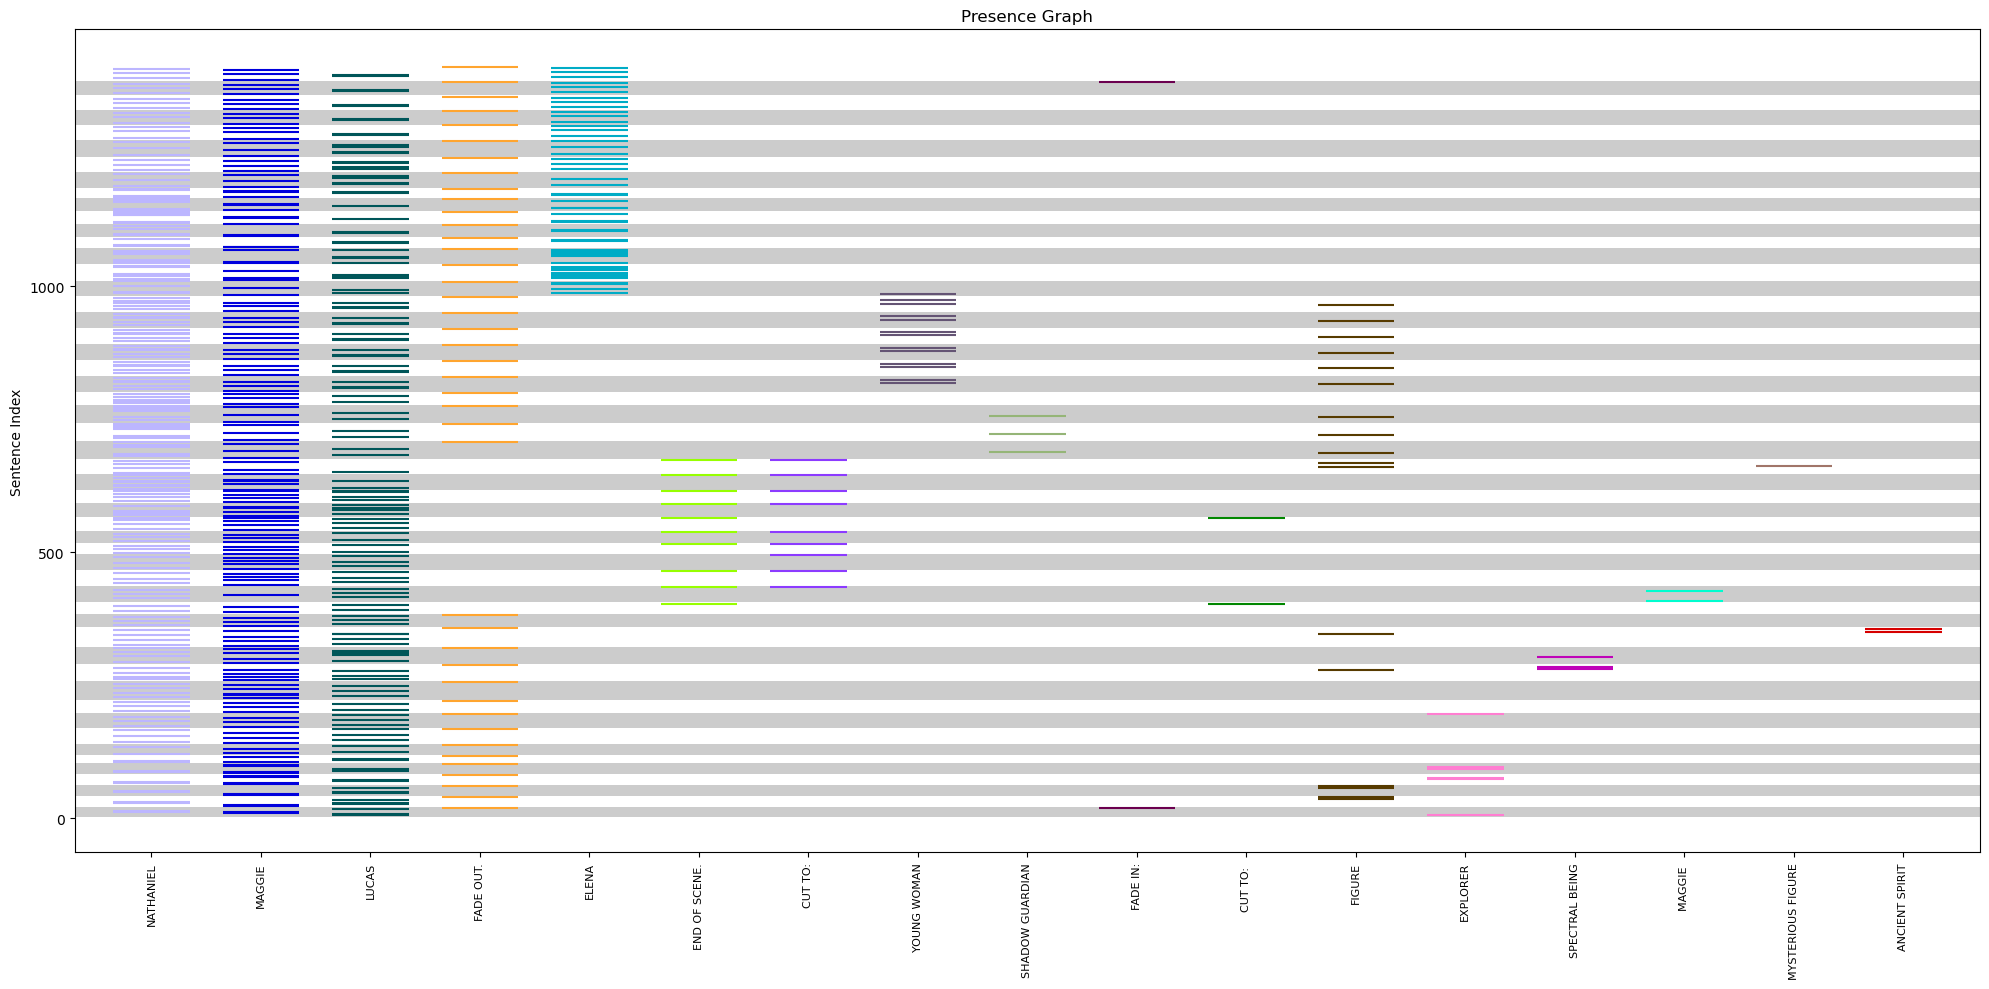 Presence Graph
Sentence Index
1000
500
0
NATHANIEL
MAGGIE
LUCAS
FADE OUT.
ELENA
END OF SCENE.
CUT TO:
YOUNG WOMAN
SHADOW GUARDIAN
FADE IN:
CUT TO:
FIGURE
EXPLORER
SPECTRAL BEING
MAGGIE
MYSTERIOUS FIGURE
ANCIENT SPIRIT